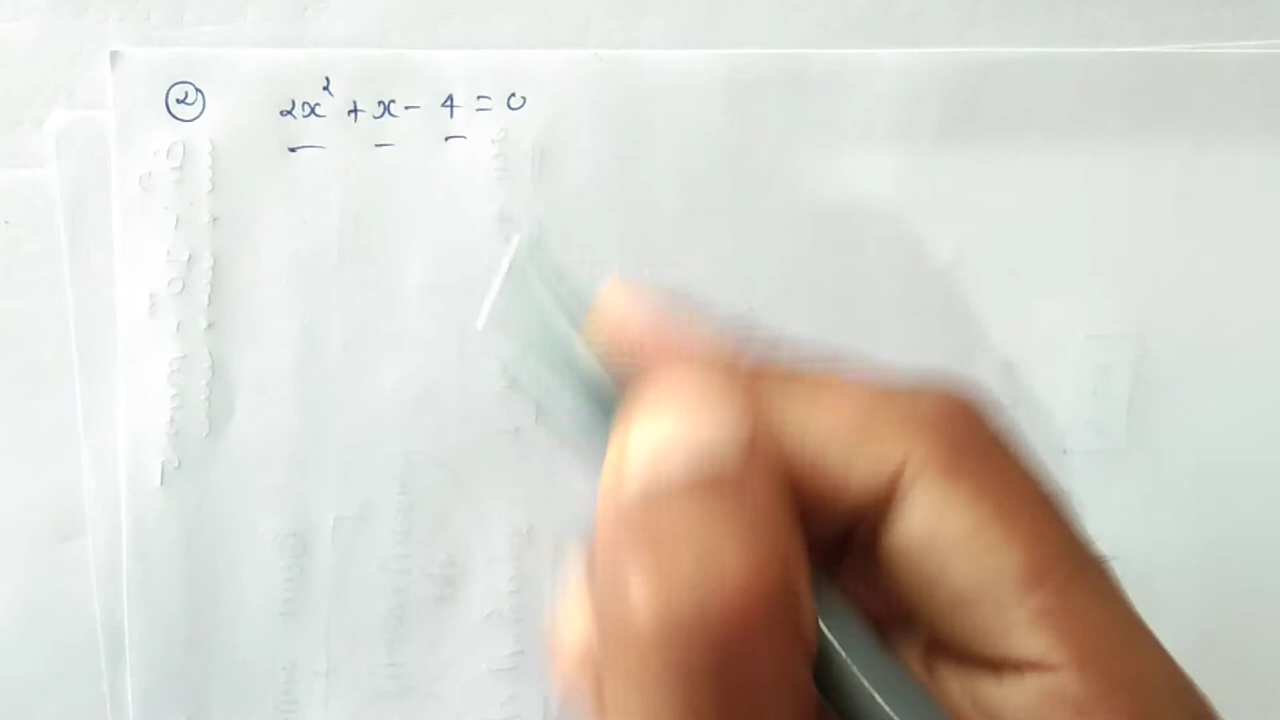 ② 2x² + x - 4 = 0